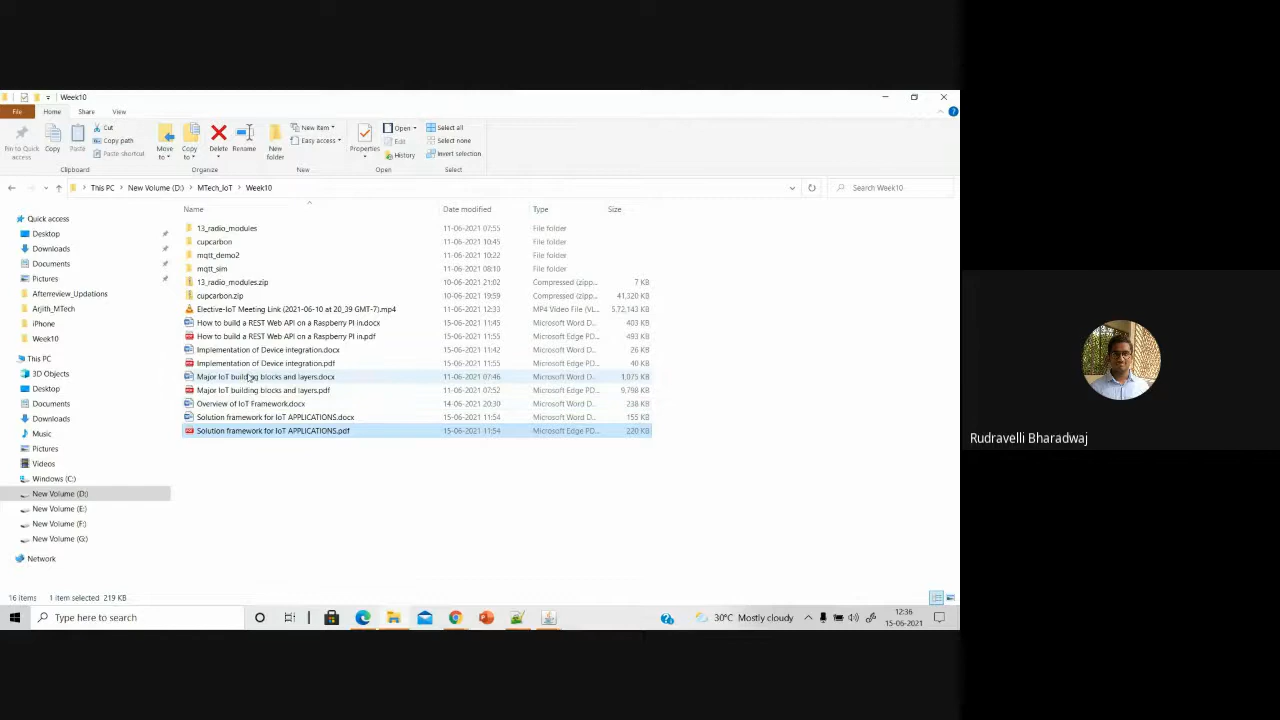 Week10
File Home Share View
Pin to Quick access
Copy
Paste
Cut
Copy path
Paste shortcut
Move to
Copy to
Delete
Rename
New folder
New item
Easy access
Properties
Open
Edit
History
Select all
Select none
Invert selection
Clipboard Organize New Open Select
This PC New Volume (D:) MTech_IoT Week10
Search Week10
Name Date modified Type Size
13_radio_modules 11-06-2021 07:55 File folder
cupcarbon 11-06-2021 10:45 File folder
mqtt_demo2 11-06-2021 10:22 File folder
mqtt_sim 11-06-2021 08:10 File folder
13_radio_modules.zip 10-06-2021 21:02 Compressed (zipp... 7 KB
cupcarbon.zip 10-06-2021 19:59 Compressed (zipp... 41,320 KB
Elective-IoT Meeting Link (2021-06-10 at 20_39 GMT-7).mp4 11-06-2021 12:33 MP4 Video File (VL... 5,72,143 KB
How to build a REST Web API on a Raspberry PI in.docx 11-06-2021 11:45 Microsoft Word D... 403 KB
How to build a REST Web API on a Raspberry PI in.pdf 11-06-2021 11:55 Microsoft Edge PD... 493 KB
Implementation of Device integration.docx 11-06-2021 11:42 Microsoft Word D... 26 KB
Implementation of Device integration.pdf 11-06-2021 11:55 Microsoft Edge PD... 40 KB
Major IoT building blocks and layers.docx 11-06-2021 07:46 Microsoft Word D... 1,075 KB
Major IoT building blocks and layers.pdf 11-06-2021 07:52 Microsoft Edge PD... 9,798 KB
Overview of IoT Framework.docx 14-06-2021 20:30 Microsoft Word D... 238 KB
Solution framework for IoT APPLICATIONS.docx 15-06-2021 11:54 Microsoft Word D... 155 KB
Solution framework for IoT APPLICATIONS.pdf 15-06-2021 11:54 Microsoft Edge PD... 220 KB
Quick access
Desktop
Downloads
Documents
Pictures
Afterreview_Updations
Arjith_MTech
iPhone
Week10
This PC
3D Objects
Desktop
Documents
Downloads
Music
Pictures
Videos
Windows (C:)
New Volume (D:)
New Volume (E:)
New Volume (F:)
New Volume (G:)
Network
16 items 1 item selected 219 KB
Type here to search
30°C Mostly cloudy
12:36
15-06-2021
Rudravelli Bharadwaj